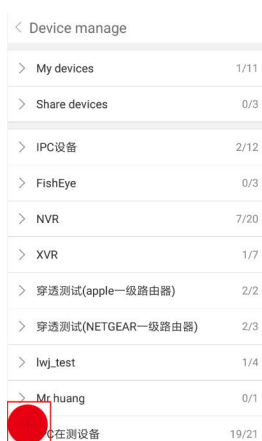 Device manage
My devices 1/11
Share devices 0/3
IPC设备 2/12
FishEye 0/3
NVR 7/20
XVR 1/7
穿透测试(apple一级路由器) 2/2
穿透测试(NETGEAR一级路由器) 2/3
lwj_test 1/4
Mr huang 0/1
C在测设备 19/21